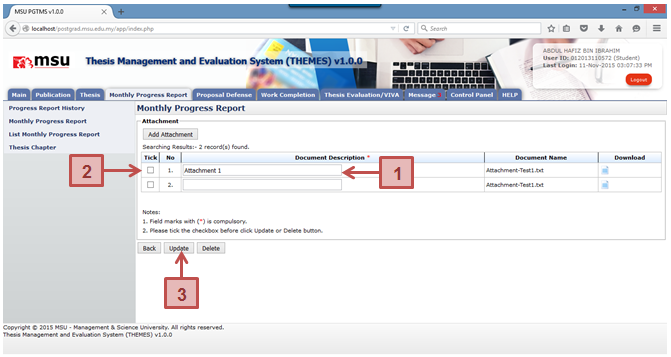 MSU PGTMS v1.0.0
localhost/postgrad.msu.edu.my/app/index.php
Search
msu
Thesis Management and Evaluation System (THEMES) v1.0.0
ABDUL HAFIZ BIN IBRAHIM
User ID: 012013110572 (Student)
Last Login: 11-Nov-2015 03:07:33 PM
Logout
Main Publication Thesis Monthly Progress Report Proposal Defense Work Completion Thesis Evaluation/VIVA Message Control Panel HELP
Progress Report History
Monthly Progress Report
List Monthly Progress Report
Thesis Chapter
Monthly Progress Report
Attachment
Add Attachment
Searching Results:- 2 record(s) found.
Tick No Document Description * Document Name Download
1. Attachment 1 Attachment-Test1.txt
2. Attachment-Test1.txt
2
1
Notes:
1. Field marks with (*) is compulsory.
2. Please tick the checkbox before click Update or Delete button.
Back Update Delete
3
Copyright © 2015 MSU - Management & Science University. All rights reserved.
Thesis Management and Evaluation System (THEMES) v1.0.0